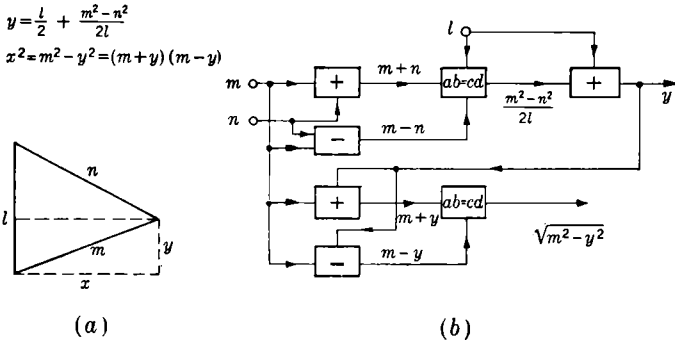 y = l/2 + (m² − n²)/2l
x² = m² − y² = (m + y) (m − y)
n
l
m
y
x
(a)
l
m
+
m + n
ab=cd
(m² − n²)/2l
+
y
n
−
m − n
+
m + y
ab=cd
√(m² − y²)
−
m − y
(b)